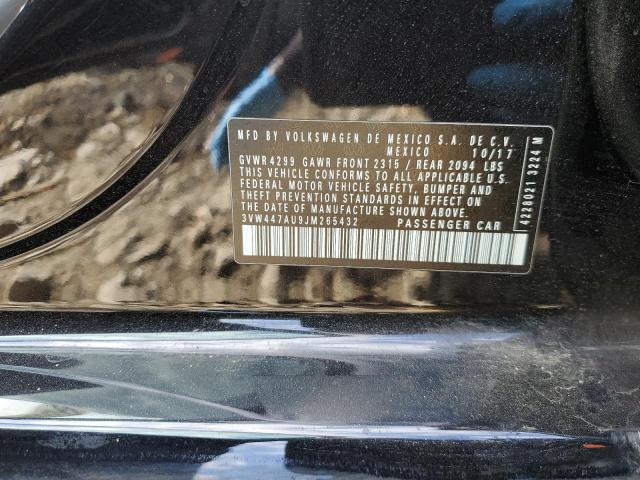 MFD BY VOLKSWAGEN DE MEXICO S.A. DE C.V.
MEXICO 10/17
GVWR 4299 GAWR FRONT 2315 / REAR 2094 LBS
THIS VEHICLE CONFORMS TO ALL APPLICABLE U.S.
FEDERAL MOTOR VEHICLE SAFETY, BUMPER AND
THEFT PREVENTION STANDARDS IN EFFECT ON
THE DATE OF MANUFACTURE SHOWN ABOVE.
3VW447AU9JM265432 PASSENGER CAR
4228021 3224 M